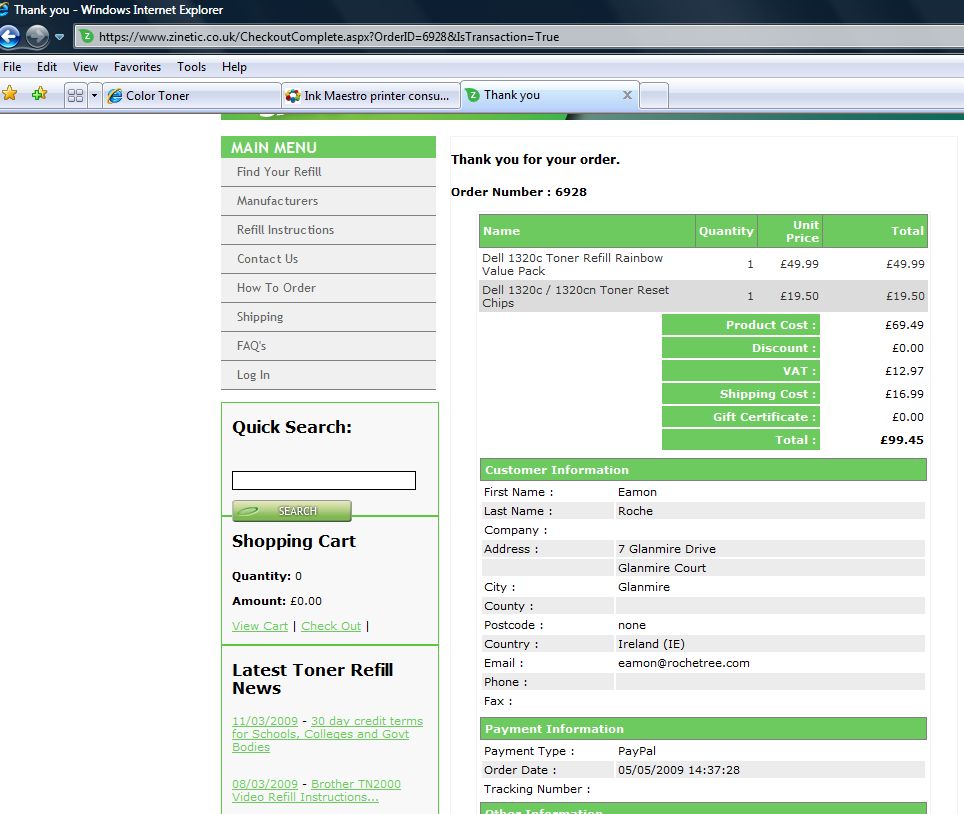 Thank you - Windows Internet Explorer
https://www.zinetic.co.uk/CheckoutComplete.aspx?OrderID=6928&IsTransaction=True
File Edit View Favorites Tools Help
Color Toner Ink Maestro printer consu... Thank you
MAIN MENU
Find Your Refill
Manufacturers
Refill Instructions
Contact Us
How To Order
Shipping
FAQ's
Log In
Quick Search:
SEARCH
Shopping Cart
Quantity: 0
Amount: £0.00
View Cart | Check Out |
Latest Toner Refill
News
11/03/2009 - 30 day credit terms
for Schools, Colleges and Govt
Bodies
08/03/2009 - Brother TN2000
Video Refill Instructions...
Thank you for your order.
Order Number : 6928
Name Quantity Unit Price Total
Dell 1320c Toner Refill Rainbow
Value Pack 1 £49.99 £49.99
Dell 1320c / 1320cn Toner Reset
Chips 1 £19.50 £19.50
Product Cost : £69.49
Discount : £0.00
VAT : £12.97
Shipping Cost : £16.99
Gift Certificate : £0.00
Total : £99.45
Customer Information
First Name : Eamon
Last Name : Roche
Company :
Address : 7 Glanmire Drive
Glanmire Court
City : Glanmire
County :
Postcode : none
Country : Ireland (IE)
Email : eamon@rochetree.com
Phone :
Fax :
Payment Information
Payment Type : PayPal
Order Date : 05/05/2009 14:37:28
Tracking Number :
Other Information